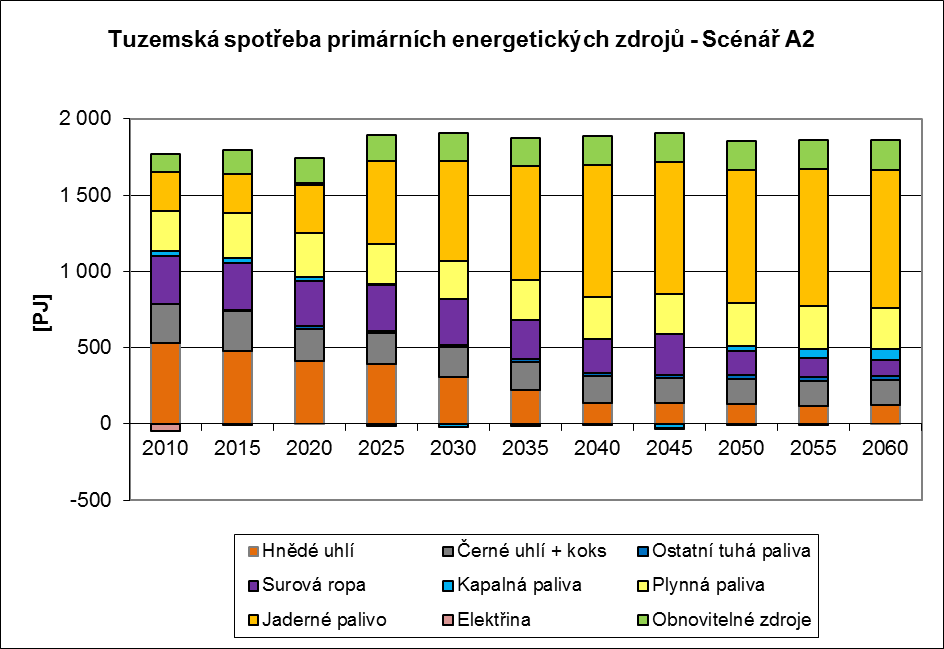 Tuzemská spotřeba primárních energetických zdrojů - Scénář A2
[PJ]
2 000
1 500
1 000
500
0
-500
2010 2015 2020 2025 2030 2035 2040 2045 2050 2055 2060
Hnědé uhlí Černé uhlí + koks Ostatní tuhá paliva
Surová ropa Kapalná paliva Plynná paliva
Jaderné palivo Elektřina Obnovitelné zdroje